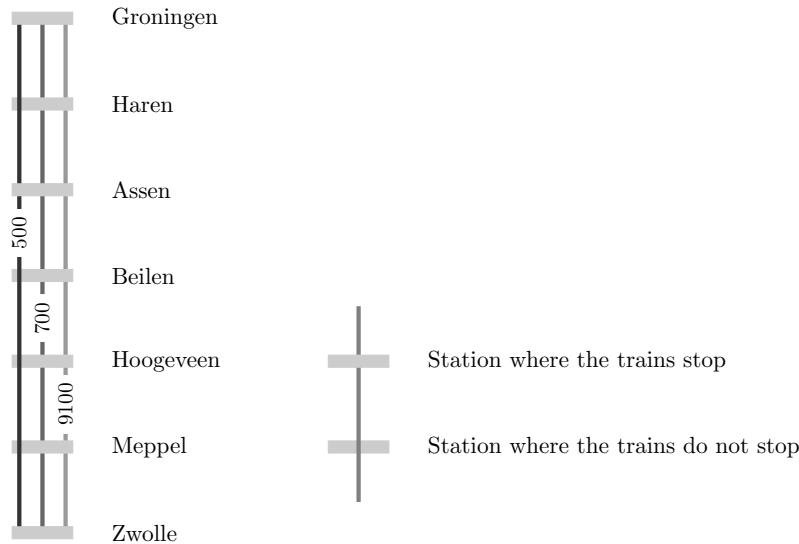 Groningen
Haren
Assen
500
Beilen
700
Hoogeveen
Station where the trains stop
9100
Meppel
Station where the trains do not stop
Zwolle